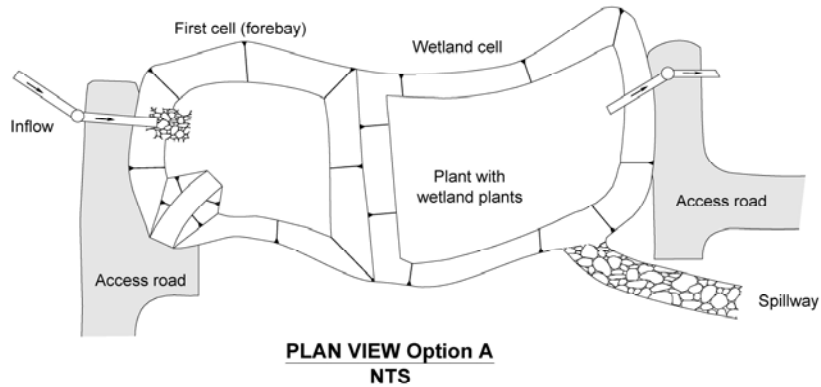 First cell (forebay)
Wetland cell
Inflow
Plant with
wetland plants
Access road
Access road
Spillway
PLAN VIEW Option A
NTS